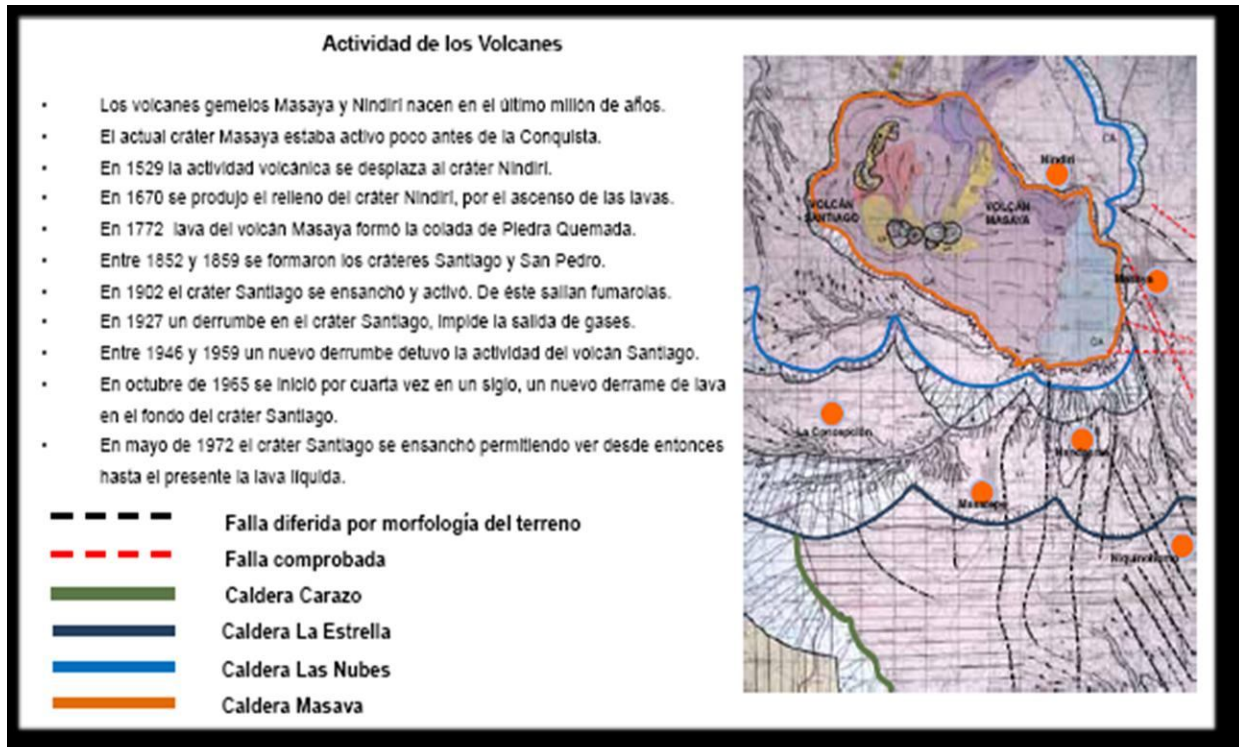 Actividad de los Volcanes
• Los volcanes gemelos Masaya y Nindirí nacen en el último millón de años.
• El actual cráter Masaya estaba activo poco antes de la Conquista.
• En 1529 la actividad volcánica se desplaza al cráter Nindirí.
• En 1670 se produjo el relleno del cráter Nindirí, por el ascenso de las lavas.
• En 1772 lava del volcán Masaya formó la colada de Piedra Quemada.
• Entre 1852 y 1859 se formaron los cráteres Santiago y San Pedro.
• En 1902 el cráter Santiago se ensanchó y activó. De éste salían fumarolas.
• En 1927 un derrumbe en el cráter Santiago, impide la salida de gases.
• Entre 1946 y 1959 un nuevo derrumbe detuvo la actividad del volcán Santiago.
• En octubre de 1965 se inició por cuarta vez en un siglo, un nuevo derrame de lava
en el fondo del cráter Santiago.
• En mayo de 1972 el cráter Santiago se ensanchó permitiendo ver desde entonces
hasta el presente la lava líquida.
Falla diferida por morfología del terreno
Falla comprobada
Caldera Carazo
Caldera La Estrella
Caldera Las Nubes
Caldera Masaya
CA
Nindirí
VOLCÁN
SANTIAGO
VOLCÁN
MASAYA
Masaya
CA
CA
La Concepción
Masatepe
Niquinohomo